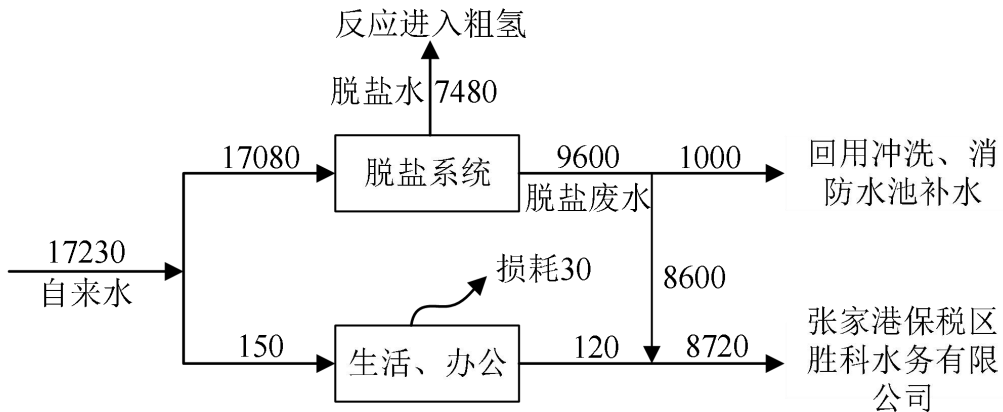 反应进入粗氢
脱盐水
7480
17080
脱盐系统
9600
1000
回用冲洗、消
防水池补水
脱盐废水
17230
自来水
损耗30
8600
150
生活、办公
120
8720
张家港保税区
胜科水务有限
公司